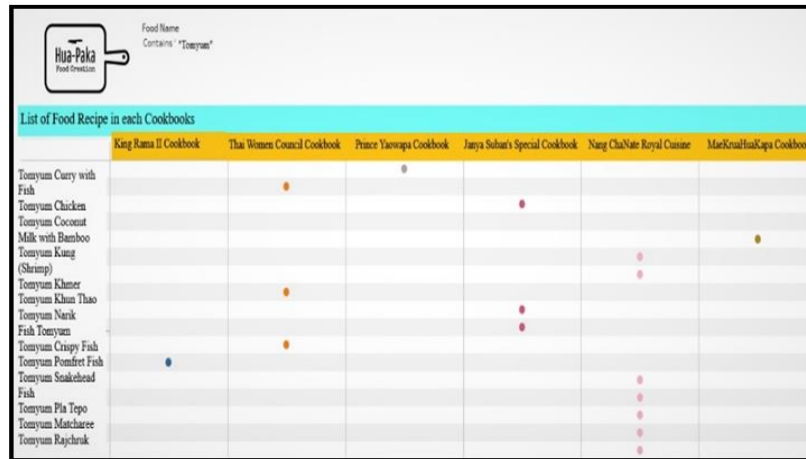 Hua-Paka
Food Creation
Food Name
Contains ' "Tomyum"
List of Food Recipe in each Cookbooks
King Rama II Cookbook Thai Women Council Cookbook Prince Yaowapa Cookbook Janya Suban's Special Cookbook Nang ChaNate Royal Cuisine MaeKruaHuaKapa Cookboo
Tomyum Curry with
Fish
Tomyum Chicken
Tomyum Coconut
Milk with Bamboo
Tomyum Kung
(Shrimp)
Tomyum Khmer
Tomyum Khun Thao
Tomyum Narik
Fish Tomyum
Tomyum Crispy Fish
Tomyum Pomfret Fish
Tomyum Snakehead
Fish
Tomyum Pla Tepo
Tomyum Matcharee
Tomyum Rajchruk